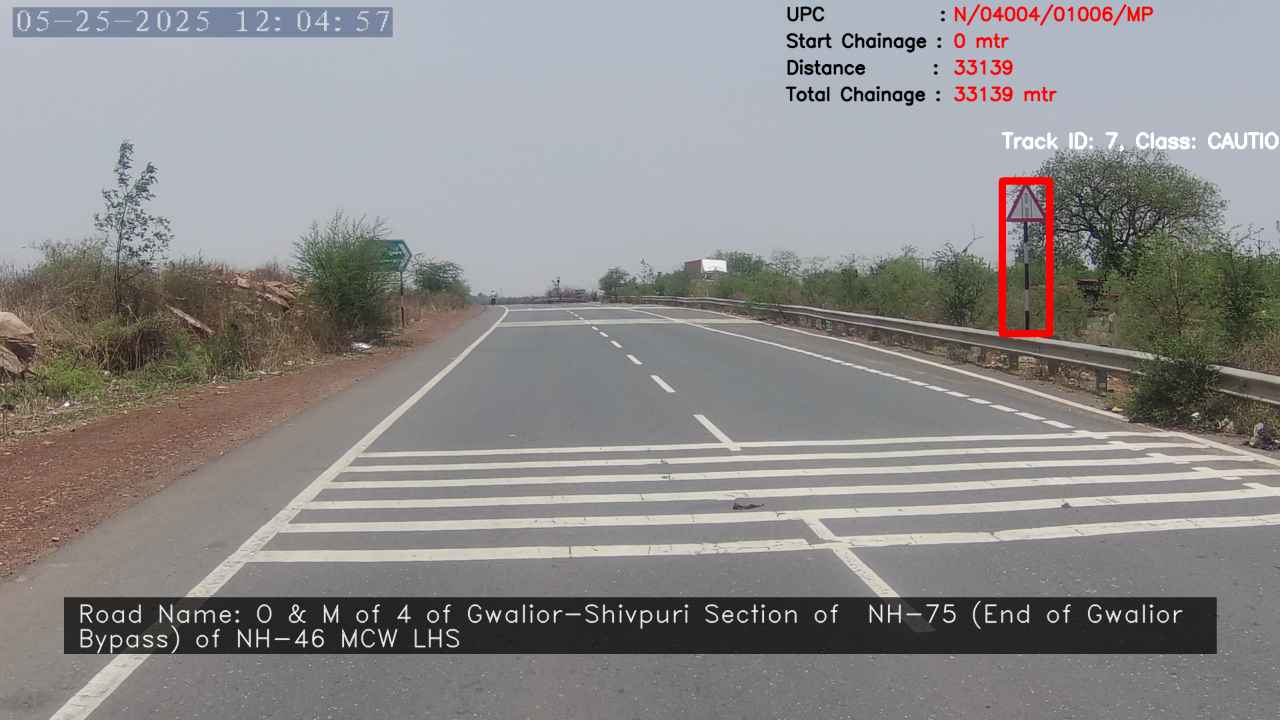 05-25-2025 12:04:57
UPC : N/04004/01006/MP
Start Chainage : 0 mtr
Distance : 33139
Total Chainage : 33139 mtr
Track ID: 7, Class: CAUTIO
Road Name: O & M of 4 of Gwalior-Shivpuri Section of NH-75 (End of Gwalior
Bypass) of NH-46 MCW LHS